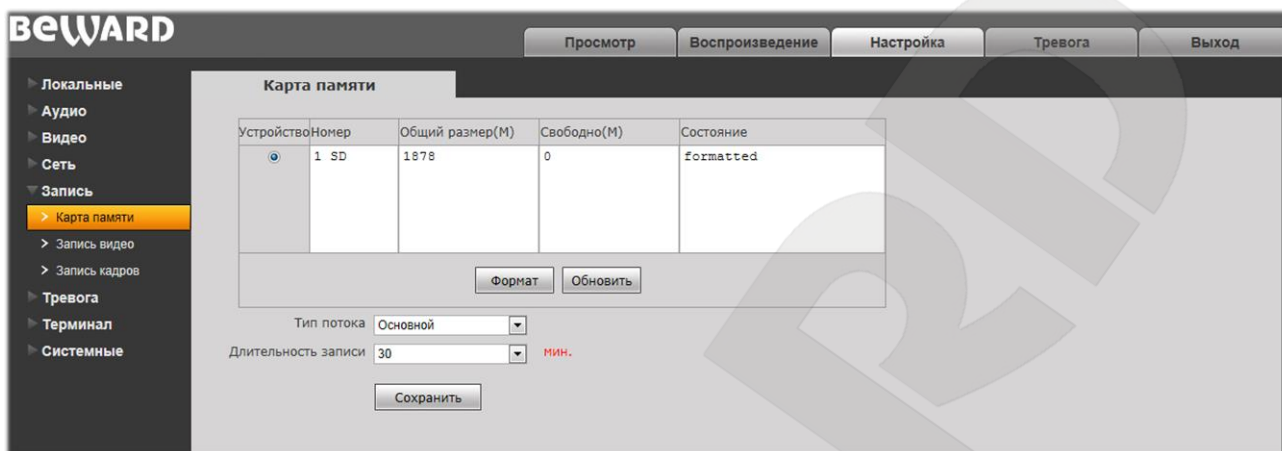 BEWARD
Просмотр Воспроизведение Настройка Тревога Выход
Локальные
Аудио
Видео
Сеть
Запись
Карта памяти
Запись видео
Запись кадров
Тревога
Терминал
Системные
Карта памяти
Устройство Номер Общий размер(М) Свободно(М) Состояние
1 SD 1878 0 formatted
Формат Обновить
Тип потока Основной
Длительность записи 30 мин.
Сохранить